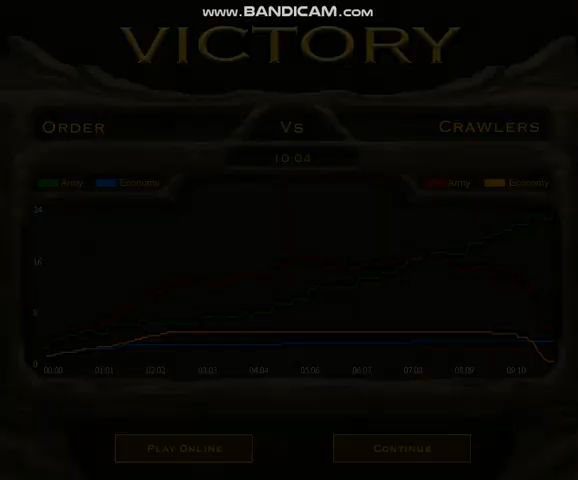 www.BANDICAM.com
VICTORY
ORDER VS CRAWLERS
10:04
Army Economy Army Economy
24
16
8
0
00:00 01:01 02:02 03:03 04:04 05:06 06:07 07:08 08:09 09:10
PLAY ONLINE CONTINUE